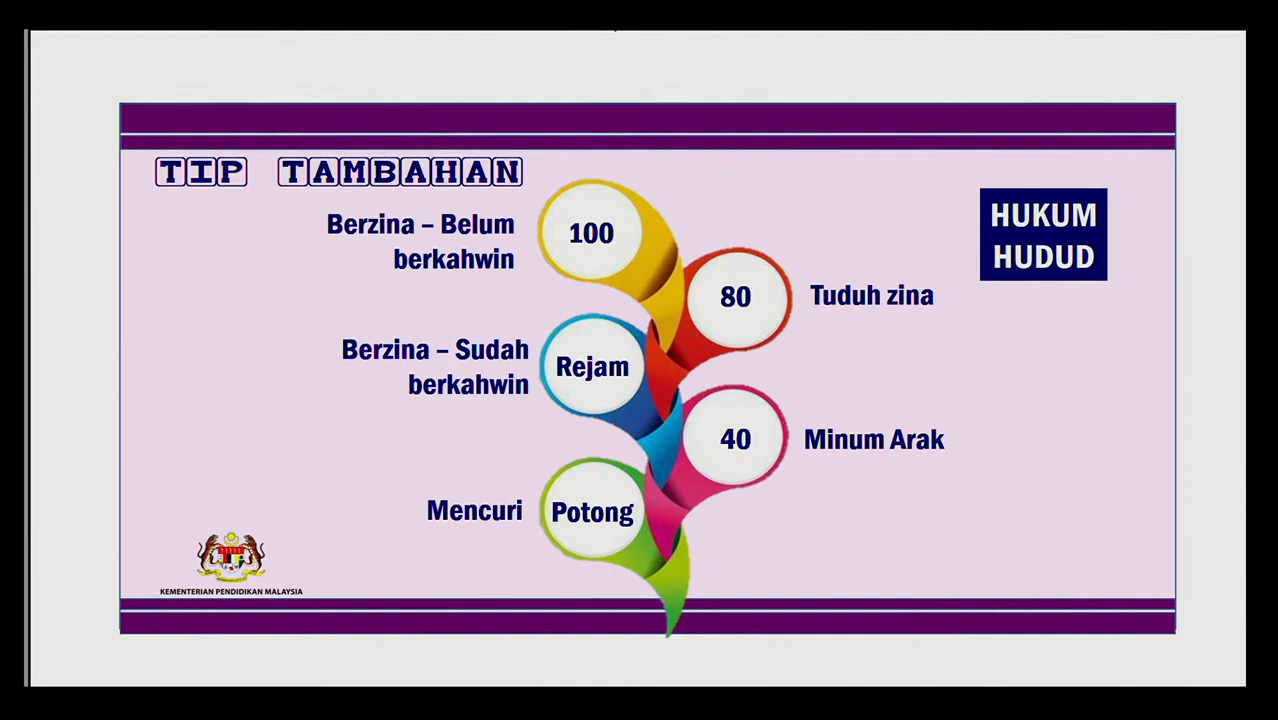 TIP TAMBAHAN
HUKUM
HUDUD
Berzina – Belum
berkahwin
100
80
Tuduh zina
Berzina – Sudah
berkahwin
Rejam
40
Minum Arak
Mencuri
Potong
KEMENTERIAN PENDIDIKAN MALAYSIA